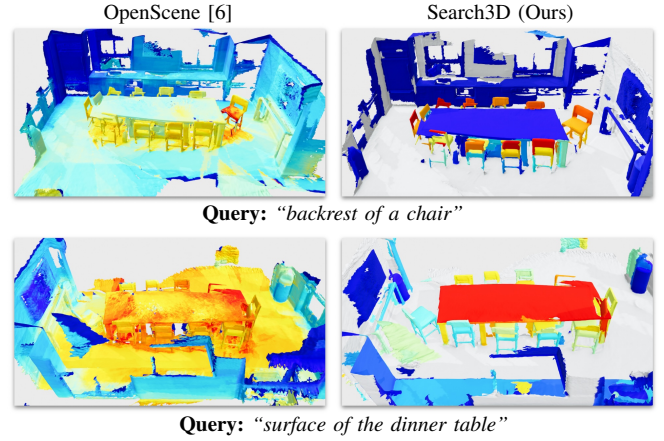 OpenScene [6] Search3D (Ours)
Query: “backrest of a chair”
Query: “surface of the dinner table”